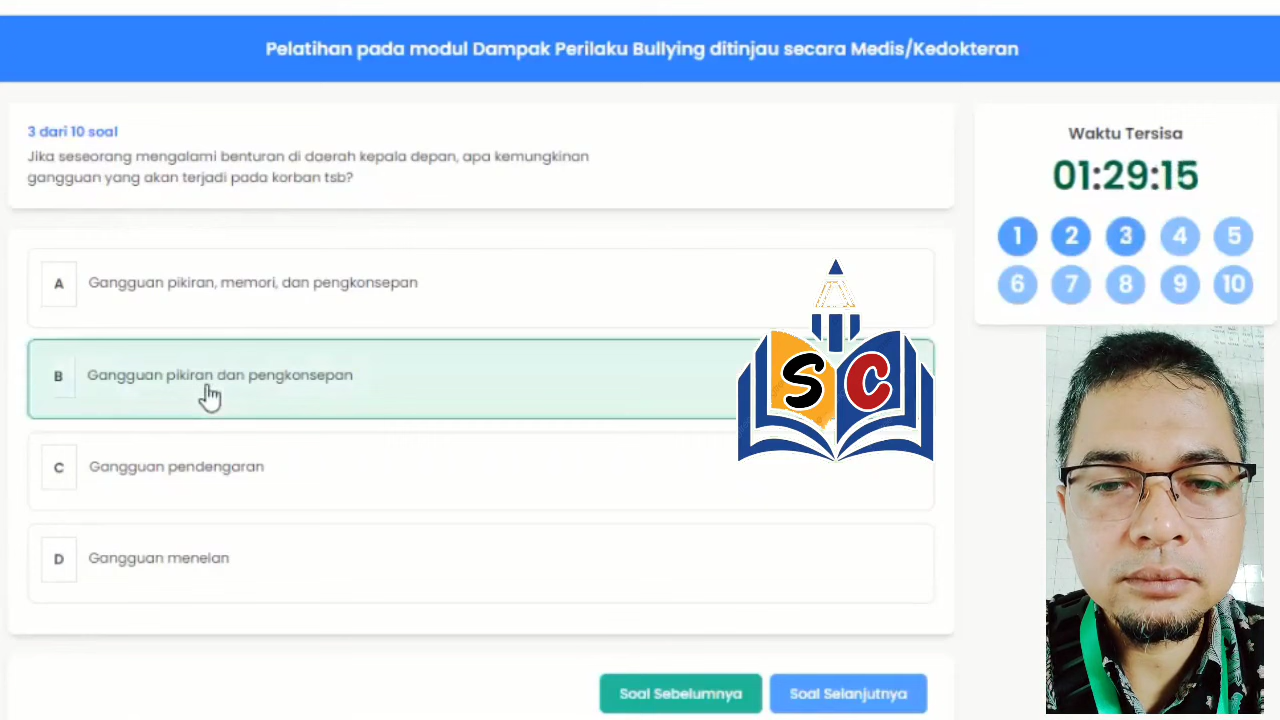 Pelatihan pada modul Dampak Perilaku Bullying ditinjau secara Medis/Kedokteran
3 dari 10 soal
Jika seseorang mengalami benturan di daerah kepala depan, apa kemungkinan
gangguan yang akan terjadi pada korban tsb?
A Gangguan pikiran, memori, dan pengkonsepan
B Gangguan pikiran dan pengkonsepan
C Gangguan pendengaran
D Gangguan menelan
Soal Sebelumnya Soal Selanjutnya
Waktu Tersisa
01:29:15
1 2 3 4 5
6 7 8 9 10
S C